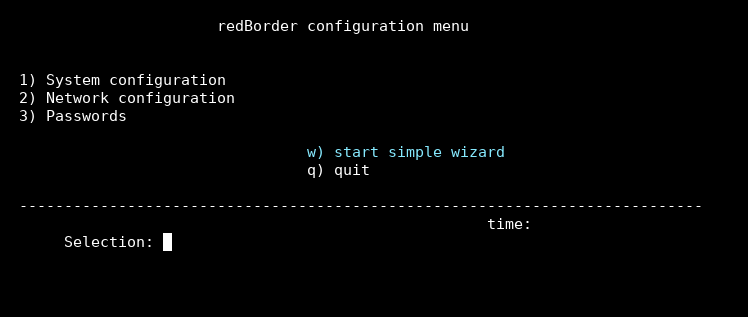 redBorder configuration menu
1) System configuration
2) Network configuration
3) Passwords
w) start simple wizard
q) quit
----------------------------------------------------------------------------
time:
Selection: